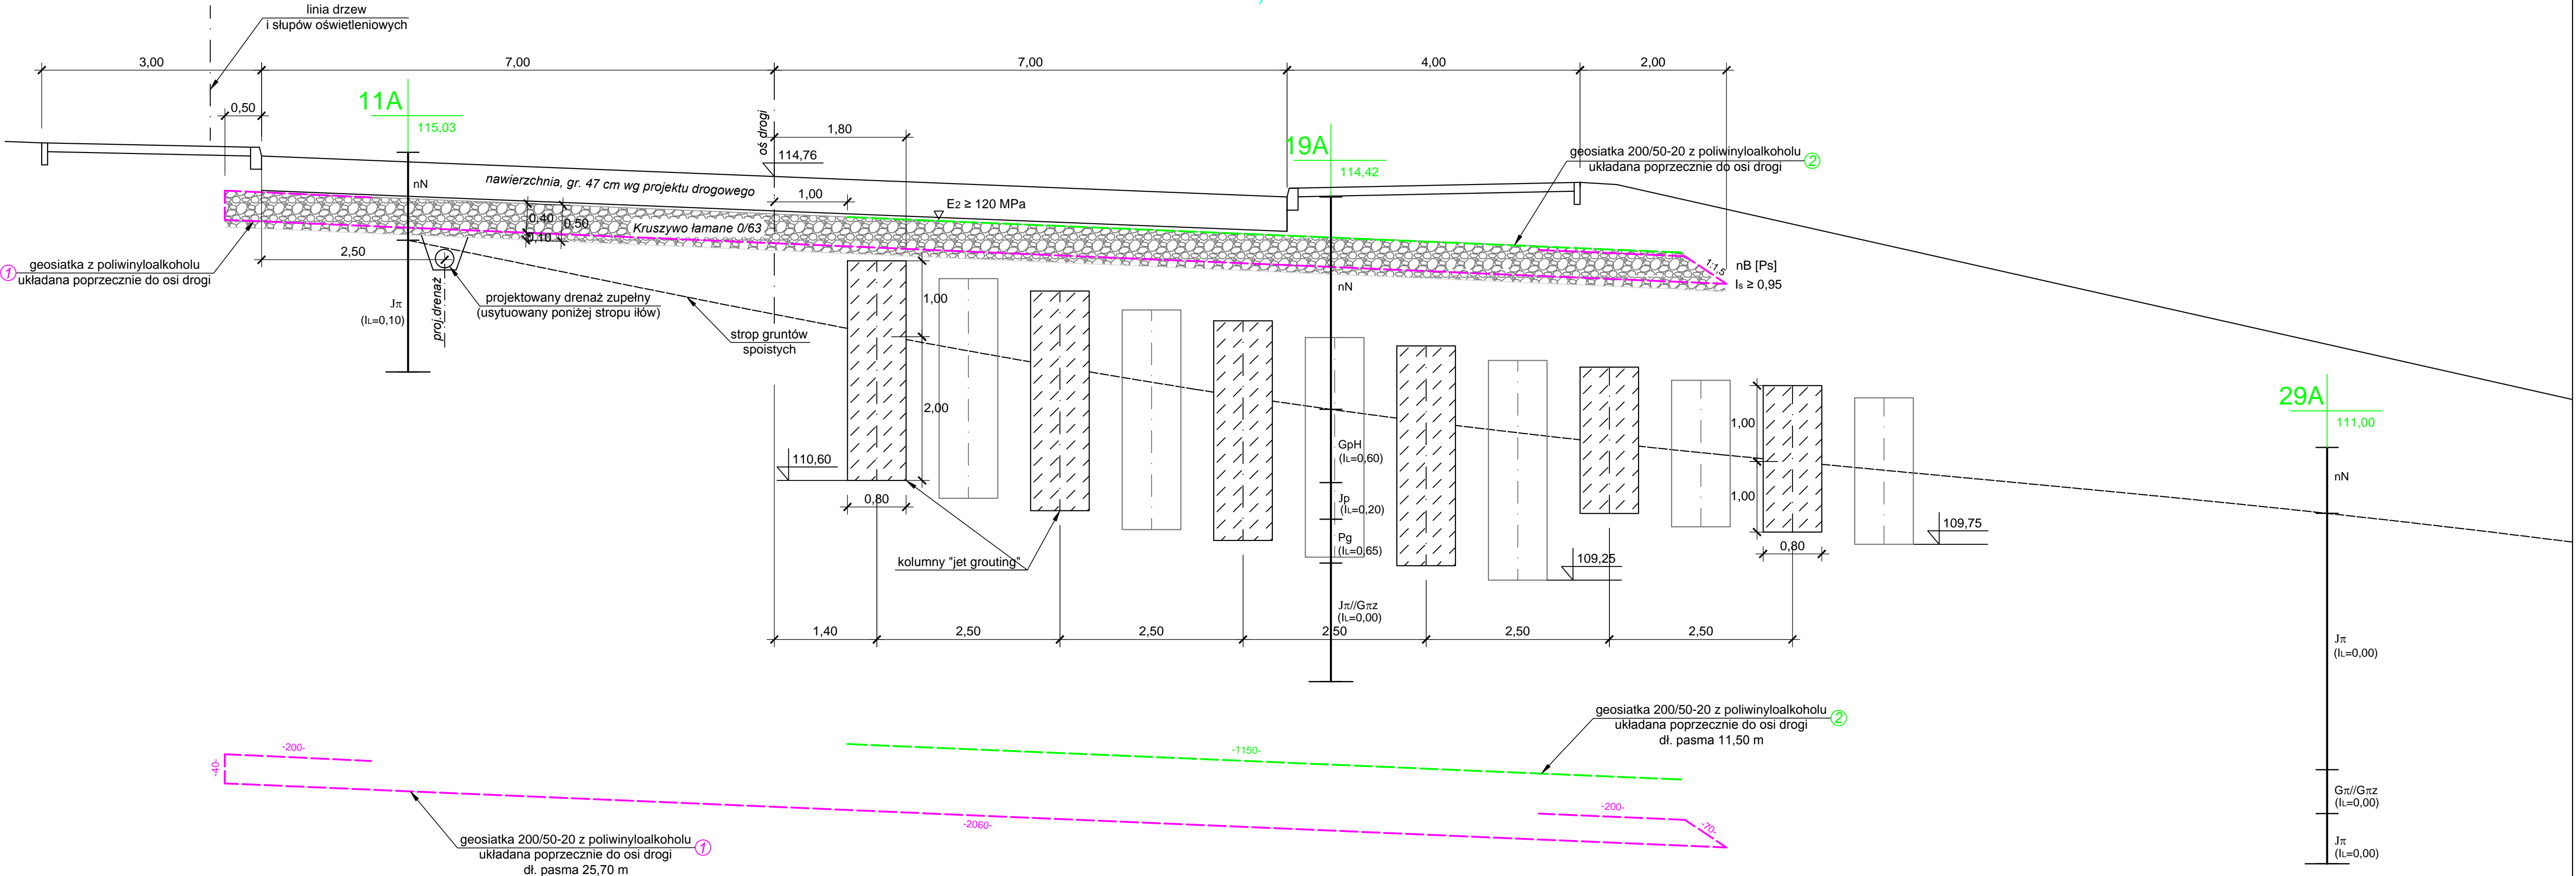 linia drzew
i słupów oświetleniowych
3,00
7,00
7,00
4,00
2,00
0,50
11A
115,03
oś drogi
1,80
114,76
19A
114,42
geosiatka 200/50-20 z poliwinyloalkoholu
układana poprzecznie do osi drogi
2
nN
nawierzchnia, gr. 47 cm wg projektu drogowego
1,00
E2 ≥ 120 MPa
0,40
0,50
0,10
Kruszywo łamane 0/63
1:1,5
nB [Ps]
Is ≥ 0,95
2,50
1
geosiatka z poliwinyloalkoholu
układana poprzecznie do osi drogi
Jπ
(IL=0,10)
proj.drenaż
projektowany drenaż zupełny
(usytuowany poniżej stropu iłów)
strop gruntów
spoistych
1,00
2,00
nN
110,60
0,80
kolumny "jet grouting"
GpH
(IL=0,60)
Jp
(IL=0,20)
Pg
(IL=0,65)
Jπ//Gπz
(IL=0,00)
1,00
1,00
0,80
109,25
109,75
29A
111,00
nN
Jπ
(IL=0,00)
Gπ//Gπz
(IL=0,00)
Jπ
(IL=0,00)
1,40
2,50
2,50
2,50
2,50
2,50
geosiatka 200/50-20 z poliwinyloalkoholu
układana poprzecznie do osi drogi
dł. pasma 11,50 m
2
-200-
-40-
-1150-
-2060-
-200-
-70-
geosiatka 200/50-20 z poliwinyloalkoholu
układana poprzecznie do osi drogi
dł. pasma 25,70 m
1